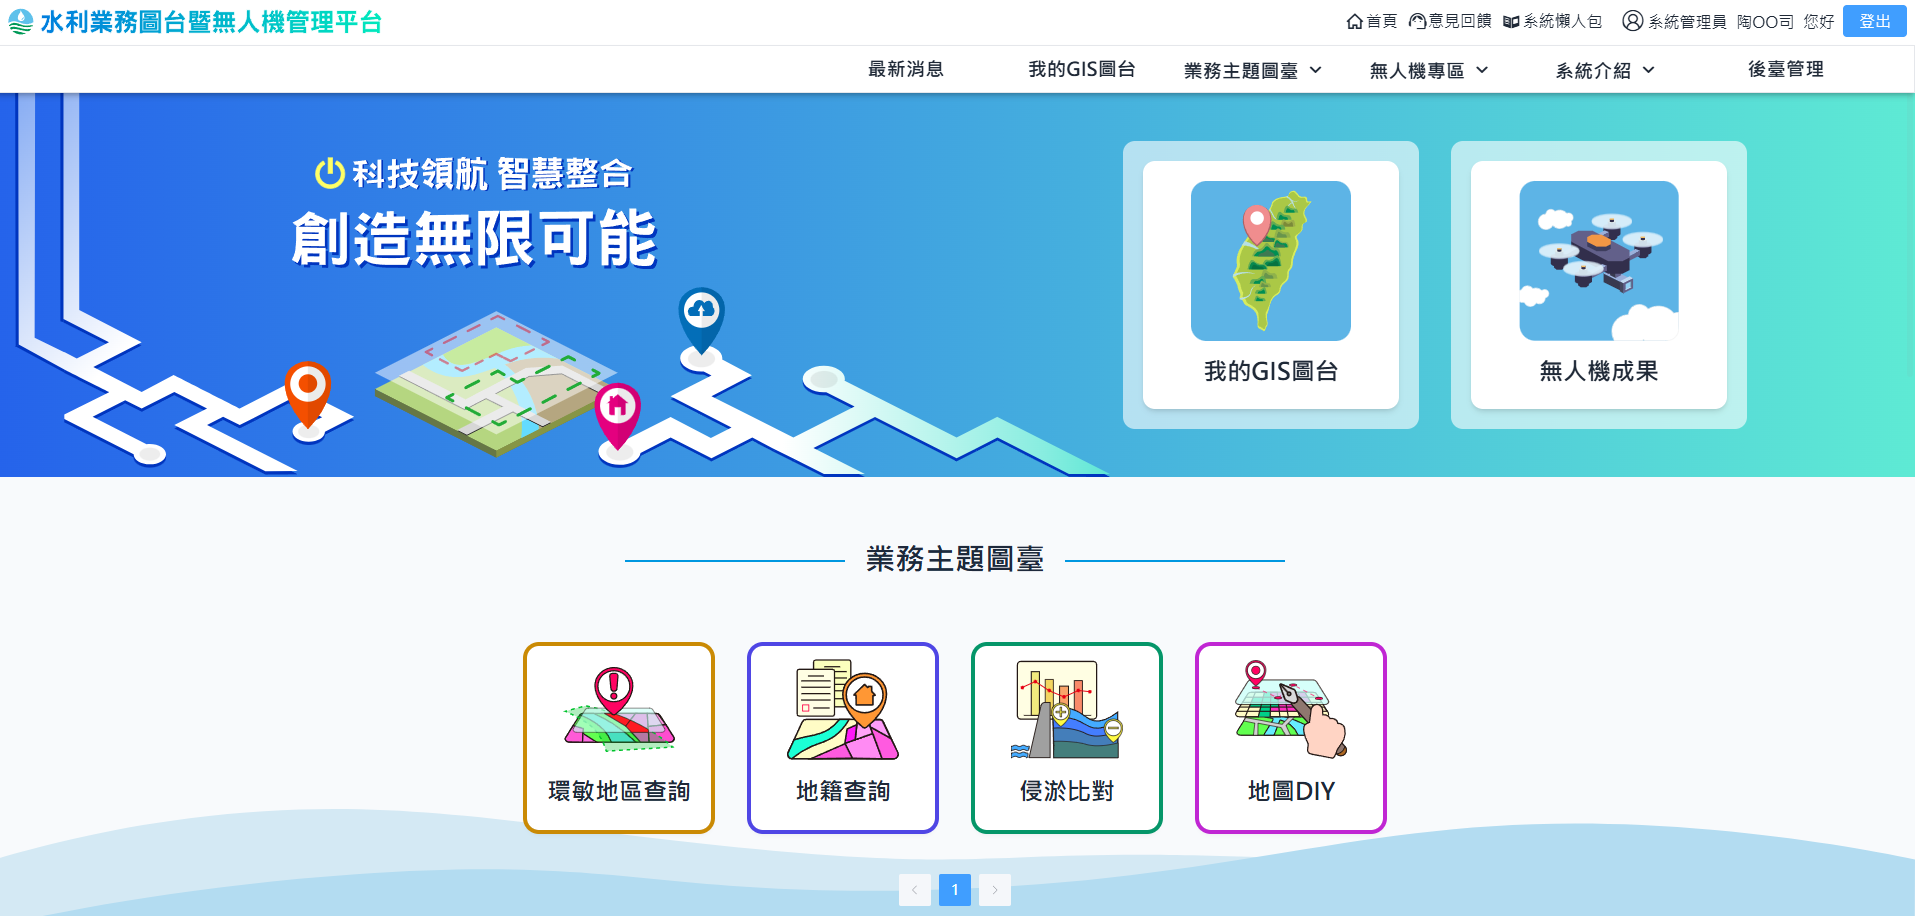 水利業務圖台暨無人機管理平台
首頁 意見回饋 系統懶人包 系統管理員 陶OO司 您好 登出
最新消息 我的GIS圖台 業務主題圖臺 無人機專區 系統介紹 後臺管理
科技領航 智慧整合
創造無限可能
我的GIS圖台 無人機成果
業務主題圖臺
環敏地區查詢 地籍查詢 侵淤比對 地圖DIY
1